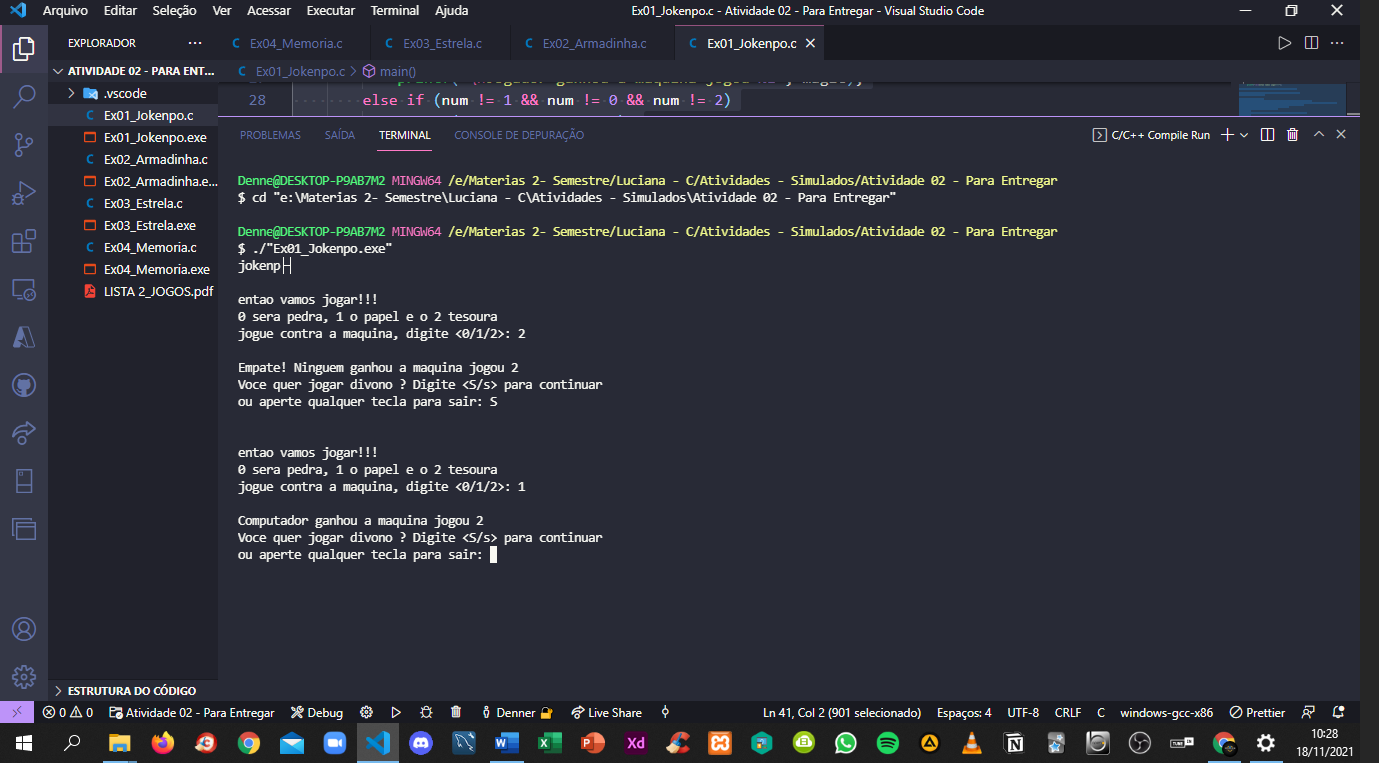 Arquivo Editar Seleção Ver Acessar Executar Terminal Ajuda Ex01_Jokenpo.c - Atividade 02 - Para Entregar - Visual Studio Code
EXPLORADOR ··· C Ex04_Memoria.c C Ex03_Estrela.c C Ex02_Armadinha.c C Ex01_Jokenpo.c
ATIVIDADE 02 - PARA ENT... C Ex01_Jokenpo.c > main()
.vscode
28 else if (num != 1 && num != 0 && num != 2)
C Ex01_Jokenpo.c
Ex01_Jokenpo.exe
C Ex02_Armadinha.c
Ex02_Armadinha.e...
C Ex03_Estrela.c
Ex03_Estrela.exe
C Ex04_Memoria.c
Ex04_Memoria.exe
LISTA 2_JOGOS.pdf
PROBLEMAS SAÍDA TERMINAL CONSOLE DE DEPURAÇÃO C/C++ Compile Run
Denne@DESKTOP-P9AB7M2 MINGW64 /e/Materias 2- Semestre/Luciana - C/Atividades - Simulados/Atividade 02 - Para Entregar
$ cd "e:\Materias 2- Semestre\Luciana - C\Atividades - Simulados\Atividade 02 - Para Entregar"
Denne@DESKTOP-P9AB7M2 MINGW64 /e/Materias 2- Semestre/Luciana - C/Atividades - Simulados/Atividade 02 - Para Entregar
$ ./"Ex01_Jokenpo.exe"
jokenp
entao vamos jogar!!!
0 sera pedra, 1 o papel e o 2 tesoura
jogue contra a maquina, digite <0/1/2>: 2
Empate! Ninguem ganhou a maquina jogou 2
Voce quer jogar divono ? Digite <S/s> para continuar
ou aperte qualquer tecla para sair: S
entao vamos jogar!!!
0 sera pedra, 1 o papel e o 2 tesoura
jogue contra a maquina, digite <0/1/2>: 1
Computador ganhou a maquina jogou 2
Voce quer jogar divono ? Digite <S/s> para continuar
ou aperte qualquer tecla para sair:
ESTRUTURA DO CÓDIGO
0 0 Atividade 02 - Para Entregar Debug Denner Live Share Ln 41, Col 2 (901 selecionado) Espaços: 4 UTF-8 CRLF C windows-gcc-x86 Prettier
10:28
18/11/2021